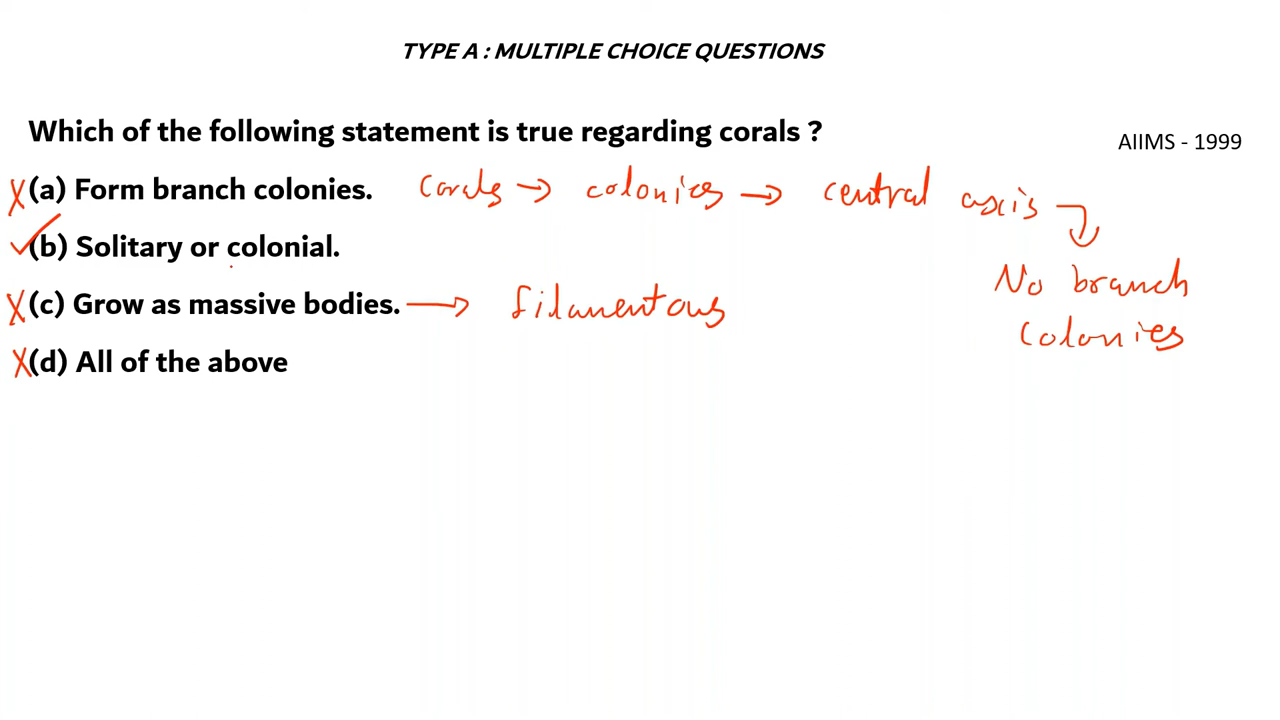 TYPE A : MULTIPLE CHOICE QUESTIONS
Which of the following statement is true regarding corals ?
AIIMS - 1999
X (a) Form branch colonies. Corals → colonies → central axis
✓ (b) Solitary or colonial.
No branch
colonies
X (c) Grow as massive bodies. → filamentous
X (d) All of the above